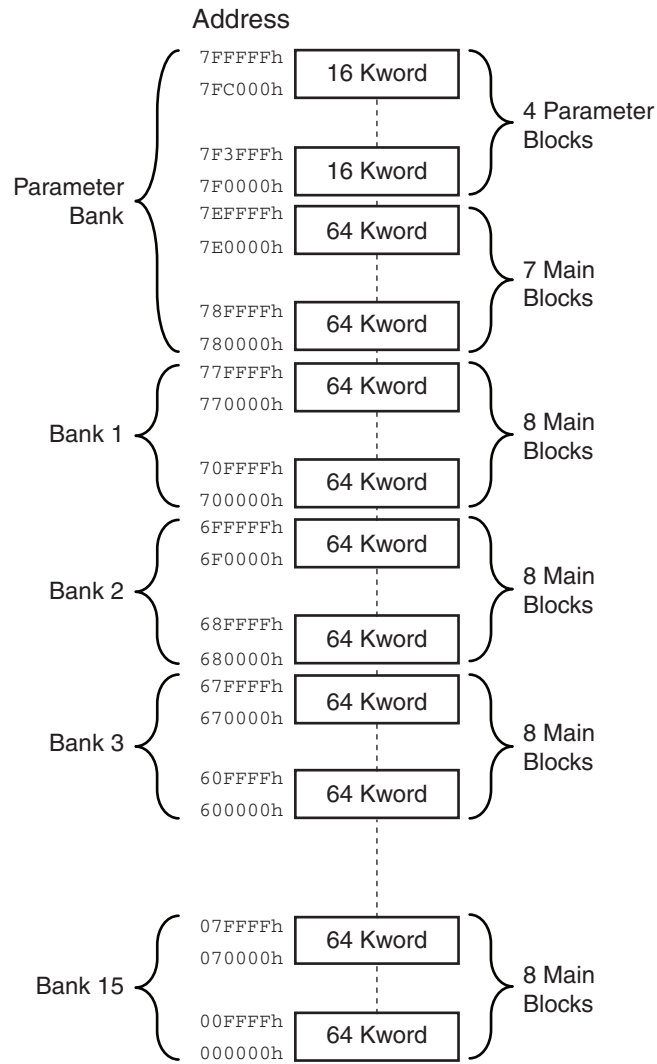 Address
7FFFFFh
16 Kword
7FC000h
4 Parameter
Blocks
7F3FFFh
16 Kword
7F0000h
Parameter
Bank
7EFFFFh
64 Kword
7E0000h
7 Main
Blocks
78FFFFh
64 Kword
780000h
77FFFFh
64 Kword
770000h
Bank 1
8 Main
Blocks
70FFFFh
64 Kword
700000h
6FFFFFh
64 Kword
6F0000h
Bank 2
8 Main
Blocks
68FFFFh
64 Kword
680000h
67FFFFh
64 Kword
670000h
Bank 3
8 Main
Blocks
60FFFFh
64 Kword
600000h
07FFFFh
64 Kword
070000h
Bank 15
8 Main
Blocks
00FFFFh
64 Kword
000000h